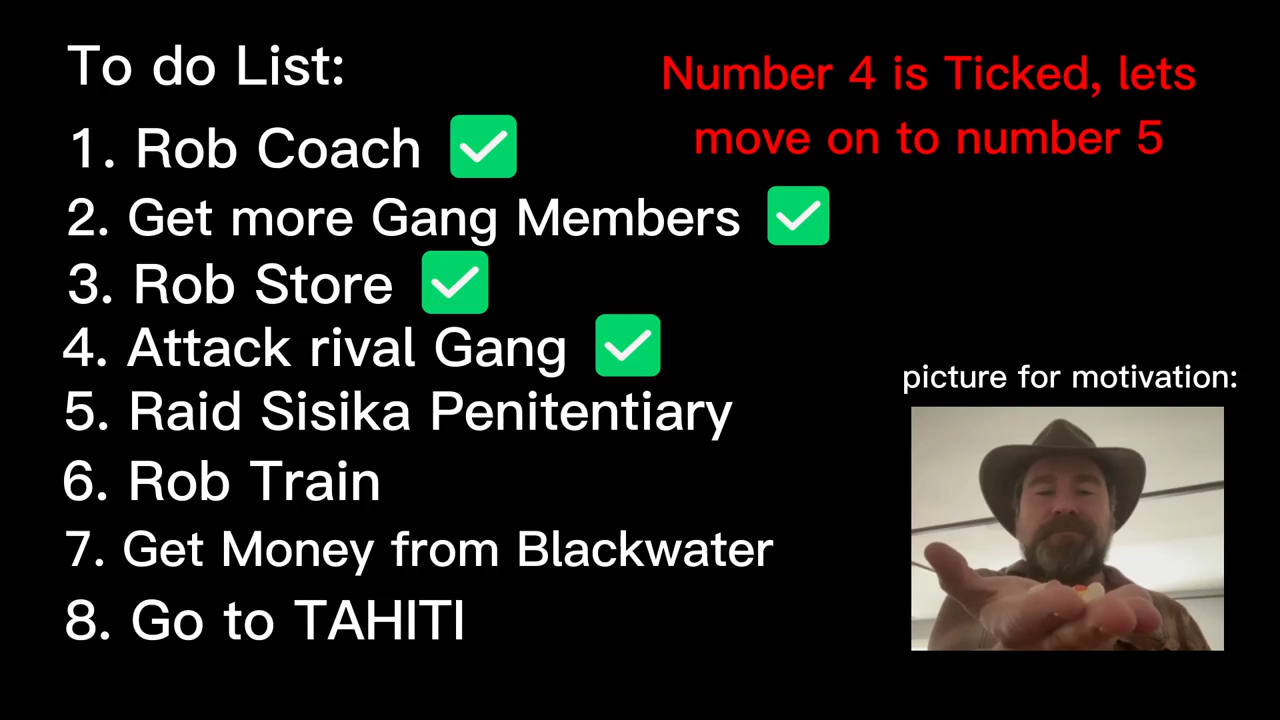 To do List:
Number 4 is Ticked, lets
move on to number 5
1. Rob Coach ✅
2. Get more Gang Members ✅
3. Rob Store ✅
4. Attack rival Gang ✅
5. Raid Sisika Penitentiary
6. Rob Train
7. Get Money from Blackwater
8. Go to TAHITI
picture for motivation: